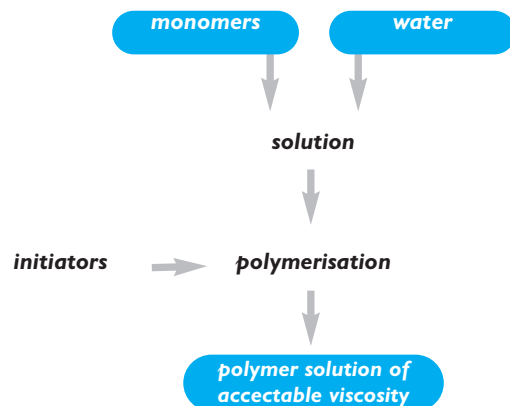 monomers
water
solution
initiators
polymerisation
polymer solution of
accectable viscosity